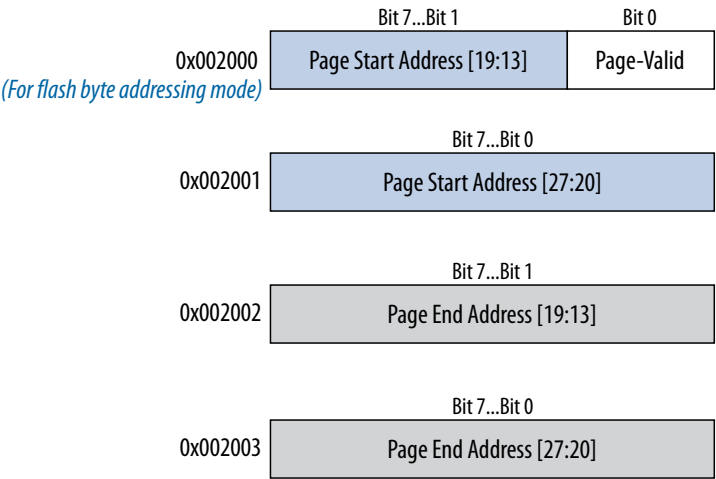 Bit 7...Bit 1 Bit 0
0x002000 Page Start Address [19:13] Page-Valid
(For flash byte addressing mode)
Bit 7...Bit 0
0x002001 Page Start Address [27:20]
Bit 7...Bit 1
0x002002 Page End Address [19:13]
Bit 7...Bit 0
0x002003 Page End Address [27:20]